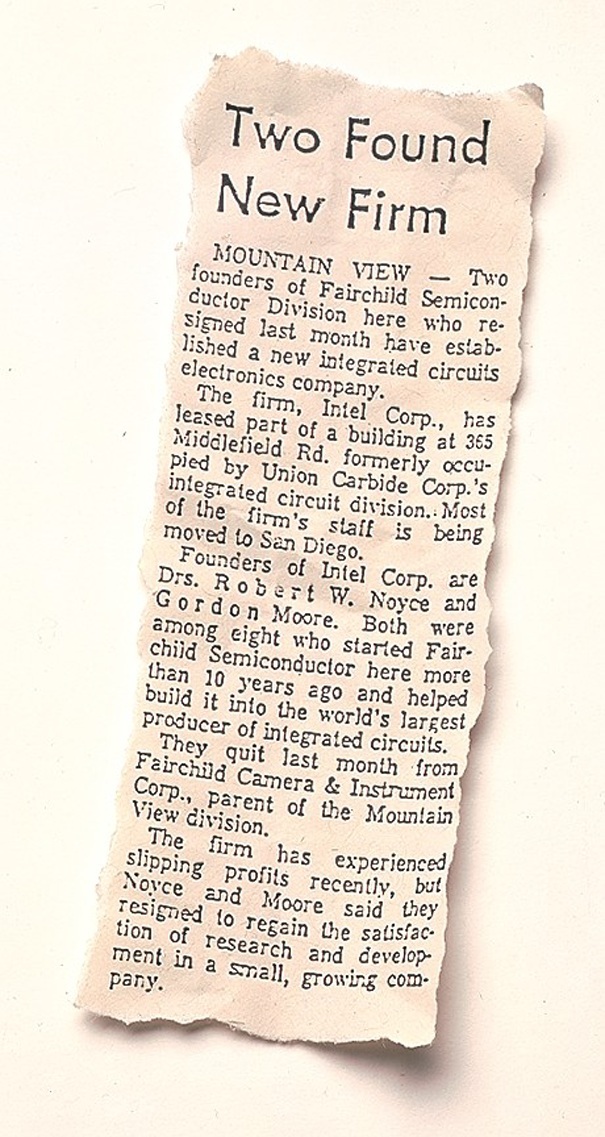 Two Found
New Firm
MOUNTAIN VIEW — Two
founders of Fairchild Semicon-
ductor Division here who re-
signed last month have estab-
lished a new integrated circuits
electronics company.
The firm, Intel Corp., has
leased part of a building at 365
Middlefield Rd. formerly occu-
pied by Union Carbide Corp.'s
integrated circuit division. Most
of the firm's staff is being
moved to San Diego.
Founders of Intel Corp. are
Drs. Robert W. Noyce and
Gordon Moore. Both were
among eight who started Fair-
child Semiconductor here more
than 10 years ago and helped
build it into the world's largest
producer of integrated circuits.
They quit last month from
Fairchild Camera & Instrument
Corp., parent of the Mountain
View division.
The firm has experienced
slipping profits recently, but
Noyce and Moore said they
resigned to regain the satisfac-
tion of research and develop-
ment in a small, growing com-
pany.